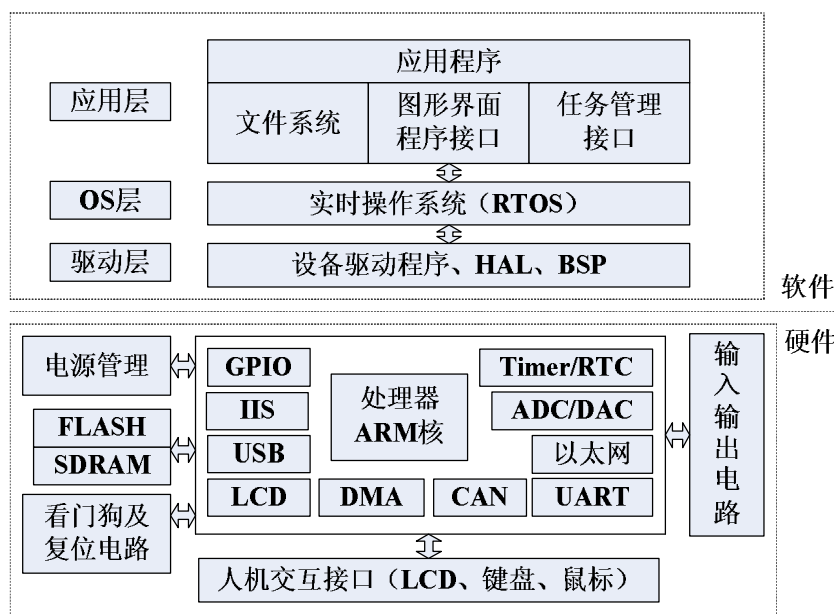 应用程序
应用层
文件系统
图形界面
程序接口
任务管理
接口
OS层
实时操作系统（RTOS）
驱动层
设备驱动程序、HAL、BSP
软件
硬件
电源管理
GPIO
Timer/RTC
输入输出电路
IIS
处理器
ARM核
ADC/DAC
FLASH
SDRAM
USB
以太网
LCD
DMA
CAN
UART
看门狗及
复位电路
人机交互接口（LCD、键盘、鼠标）